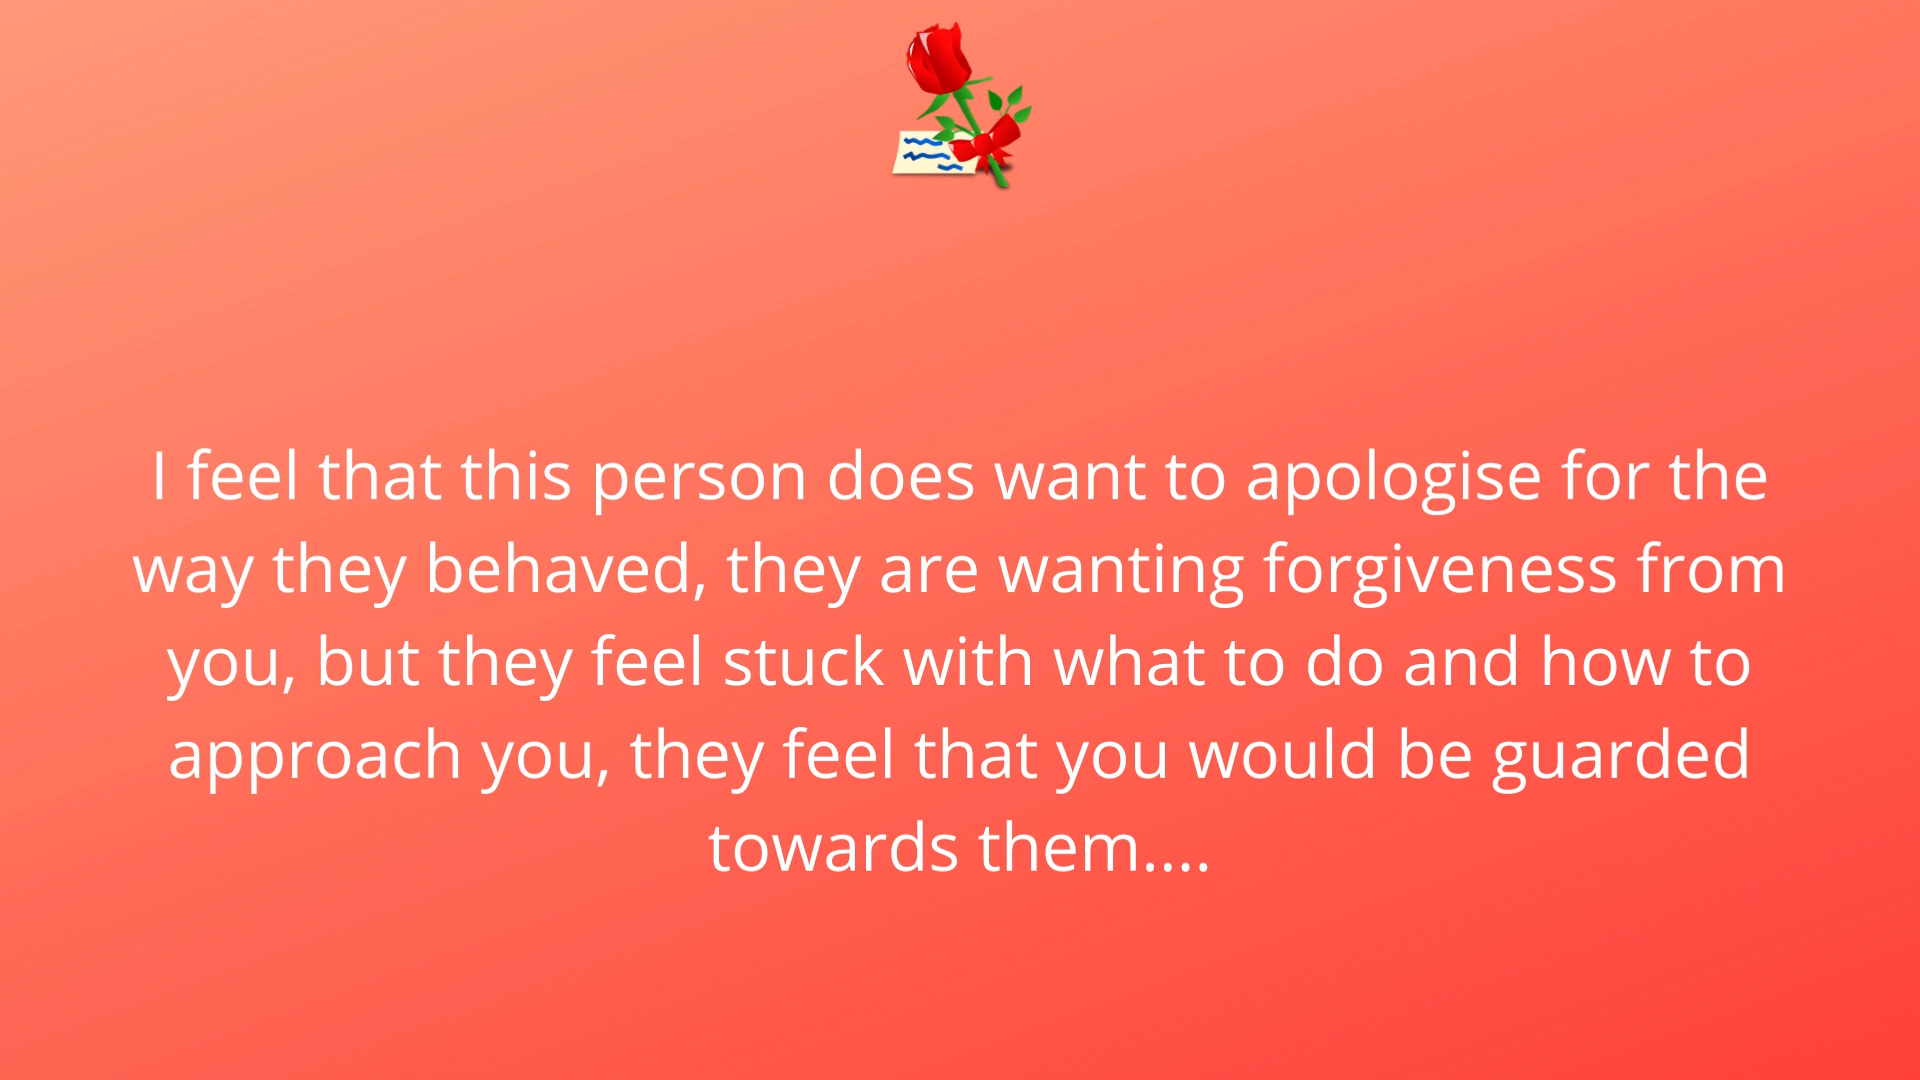 I feel that this person does want to apologise for the
way they behaved, they are wanting forgiveness from
you, but they feel stuck with what to do and how to
approach you, they feel that you would be guarded
towards them....